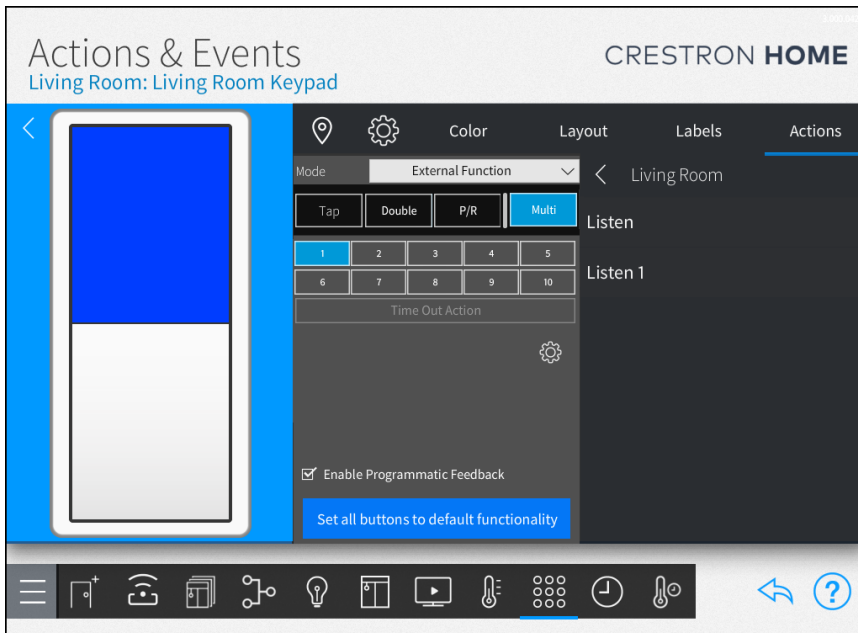 Actions & Events
Living Room: Living Room Keypad
CRESTRON HOME
Color
Layout
Labels
Actions
Mode
External Function
Living Room
Tap
Double
P/R
Multi
Listen
1
2
3
4
5
Listen 1
6
7
8
9
10
Time Out Action
Enable Programmatic Feedback
Set all buttons to default functionality
?